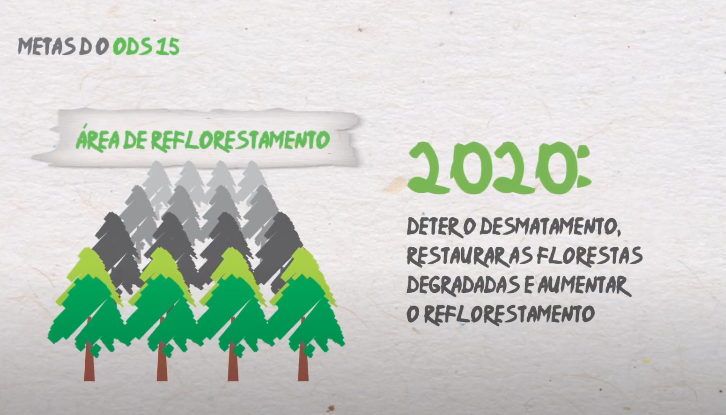 METAS DO ODS 15
ÁREA DE REFLORESTAMENTO
2020:
DETER O DESMATAMENTO,
RESTAURAR AS FLORESTAS
DEGRADADAS E AUMENTAR
O REFLORESTAMENTO